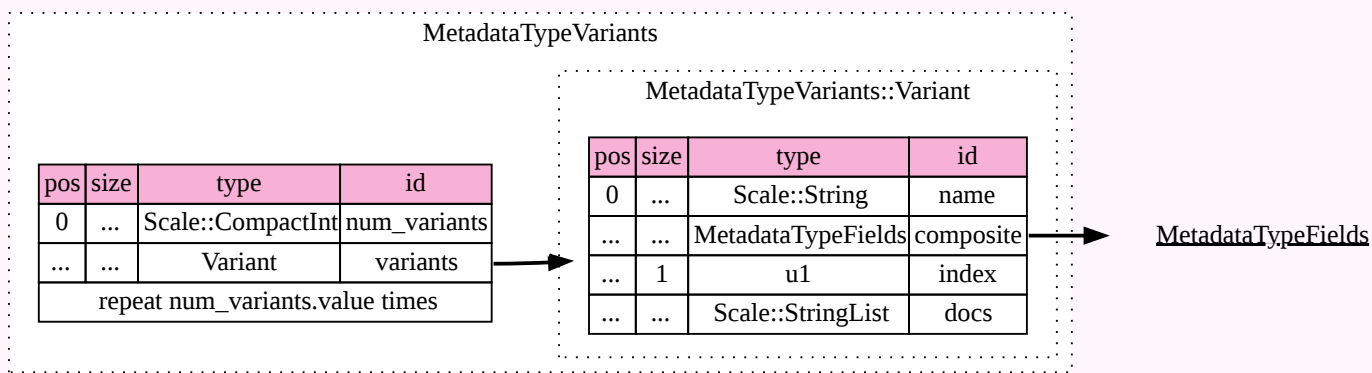 MetadataTypeVariants
pos size type id
0 ... Scale::CompactInt num_variants
... ... Variant variants
repeat num_variants.value times
MetadataTypeVariants::Variant
pos size type id
0 ... Scale::String name
... ... MetadataTypeFields composite
... 1 u1 index
... ... Scale::StringList docs
MetadataTypeFields